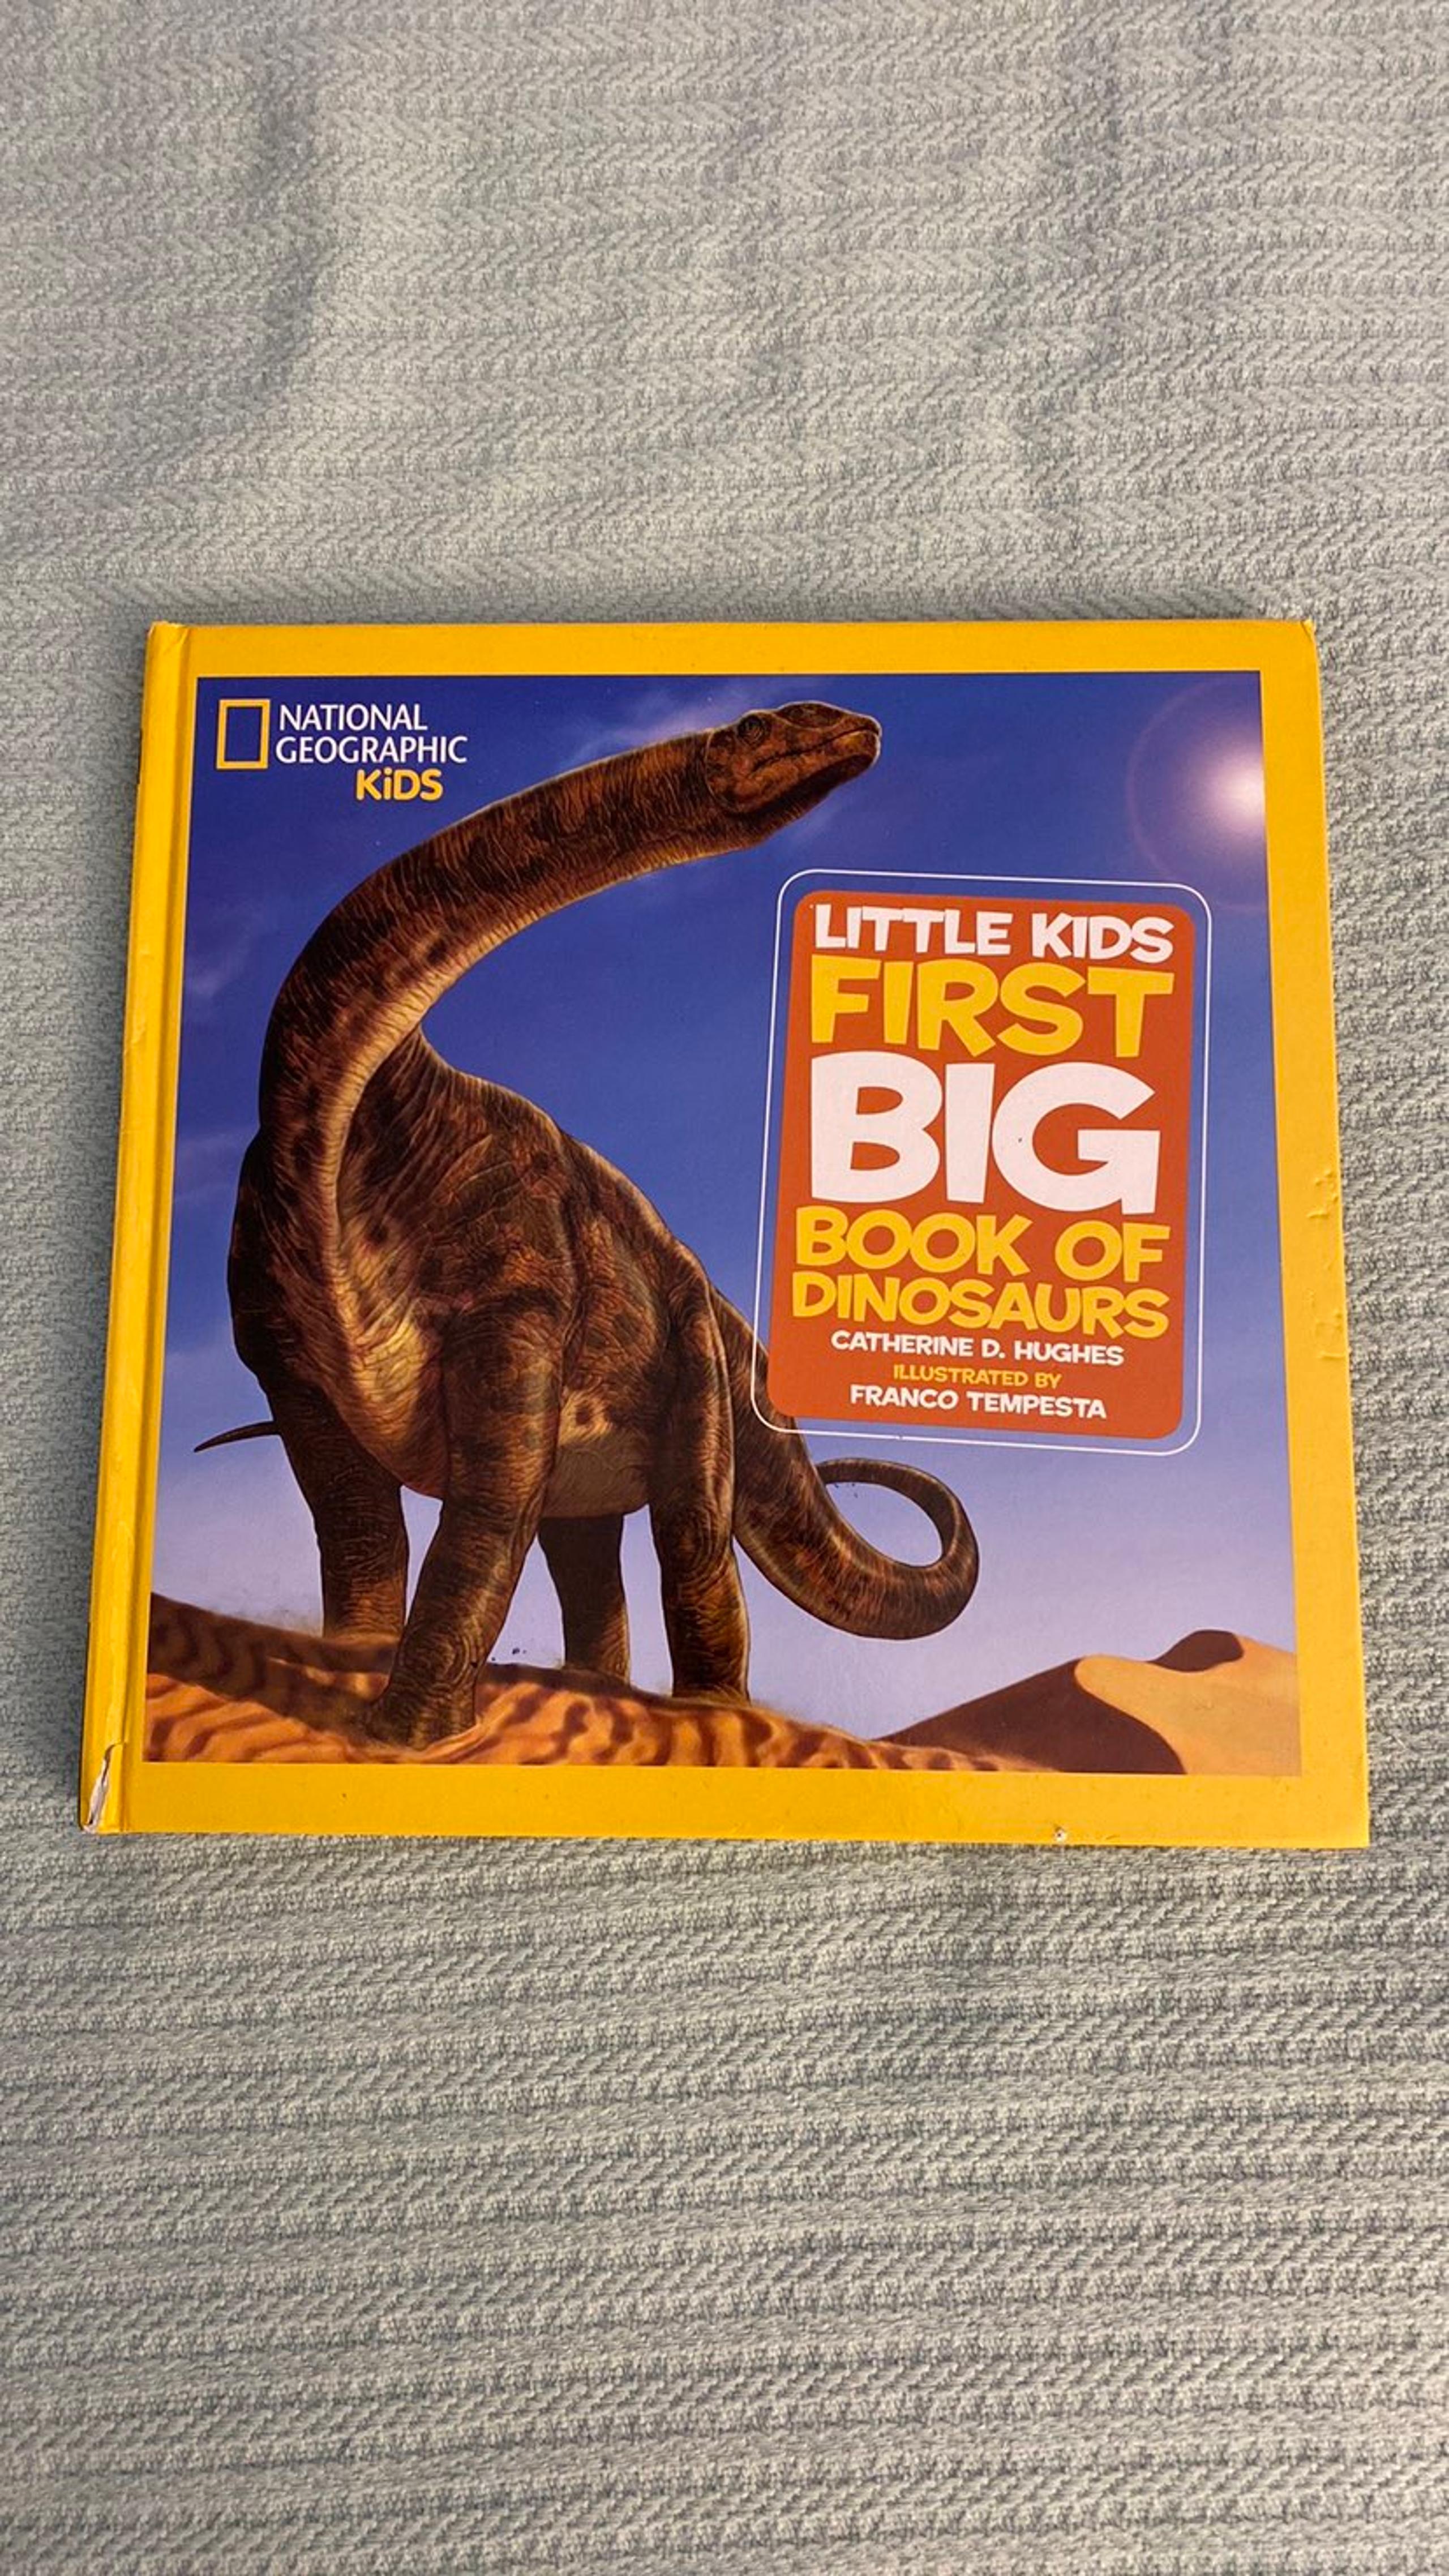 NATIONAL
GEOGRAPHIC
KiDS
LITTLE KIDS
FIRST
BIG
BOOK OF
DINOSAURS
CATHERINE D. HUGHES
ILLUSTRATED BY
FRANCO TEMPESTA